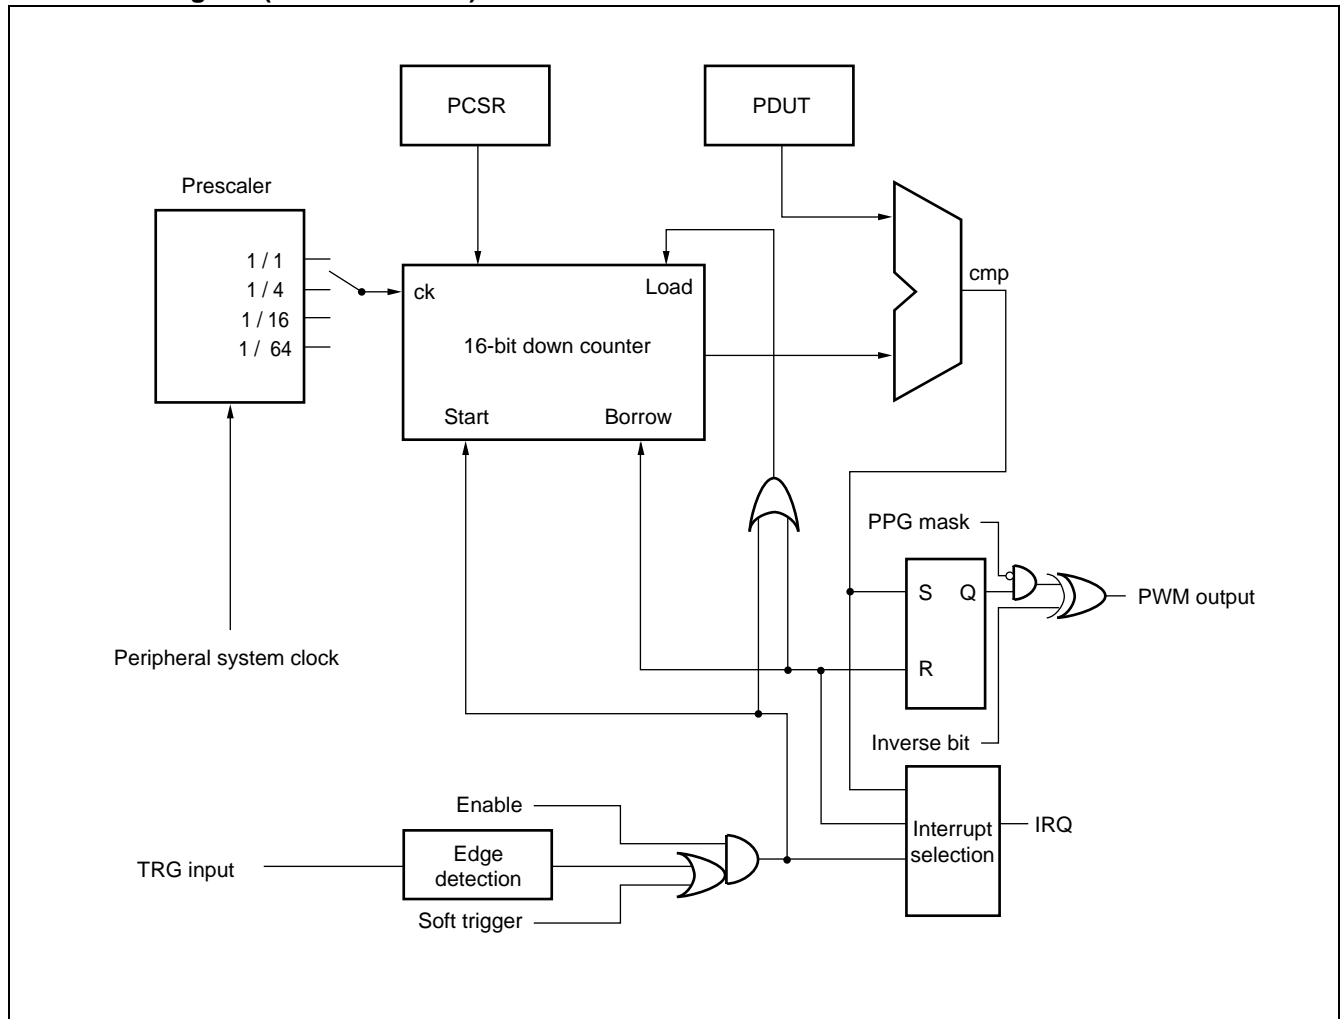 PCSR
PDUT
Prescaler
1 / 1
1 / 4
1 / 16
1 / 64
ck
Load
16-bit down counter
Start
Borrow
cmp
PPG mask
S
Q
R
PWM output
Peripheral system clock
Inverse bit
Enable
TRG input
Edge
detection
Soft trigger
Interrupt
selection
IRQ